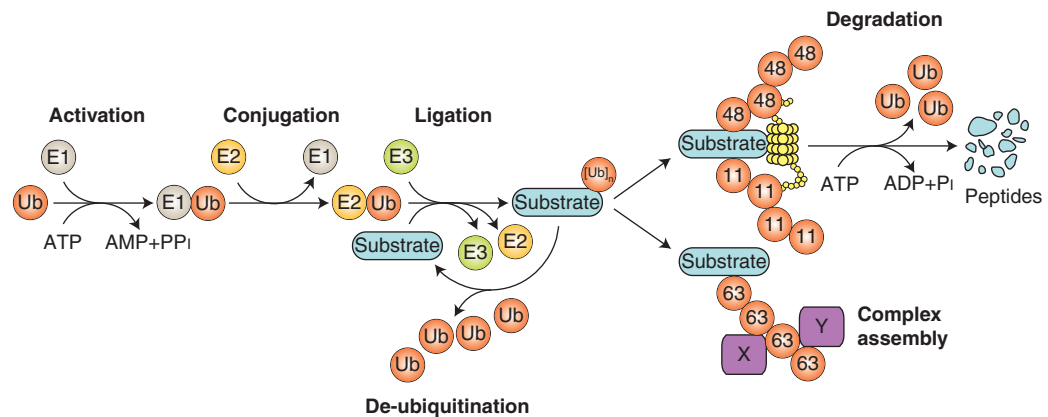 Degradation
48
48
48
48
Ub
Ub
Ub
Activation
Conjugation
Ligation
E1
E2
E1
E3
Substrate
[Ub]n
11
11
11
11
ATP
ADP+PI
Peptides
Ub
E1
Ub
E2
Ub
Substrate
ATP
AMP+PPI
Substrate
E3
E2
Substrate
63
63
63
63
X
Y
Complex
assembly
Ub
Ub
Ub
Ub
De-ubiquitination